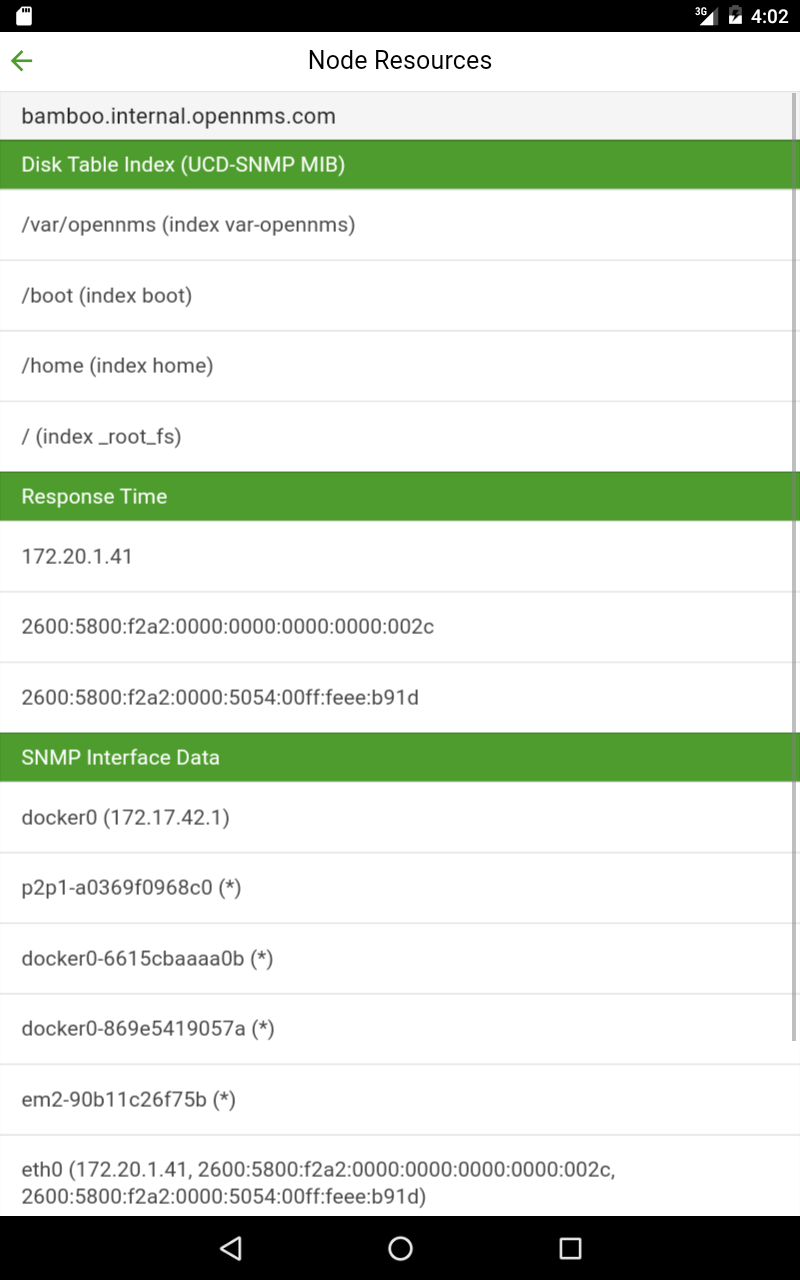 3G 4:02
Node Resources
bamboo.internal.opennms.com
Disk Table Index (UCD-SNMP MIB)
/var/opennms (index var-opennms)
/boot (index boot)
/home (index home)
/ (index _root_fs)
Response Time
172.20.1.41
2600:5800:f2a2:0000:0000:0000:0000:002c
2600:5800:f2a2:0000:5054:00ff:feee:b91d
SNMP Interface Data
docker0 (172.17.42.1)
p2p1-a0369f0968c0 (*)
docker0-6615cbaaaa0b (*)
docker0-869e5419057a (*)
em2-90b11c26f75b (*)
eth0 (172.20.1.41, 2600:5800:f2a2:0000:0000:0000:0000:002c,
2600:5800:f2a2:0000:5054:00ff:feee:b91d)